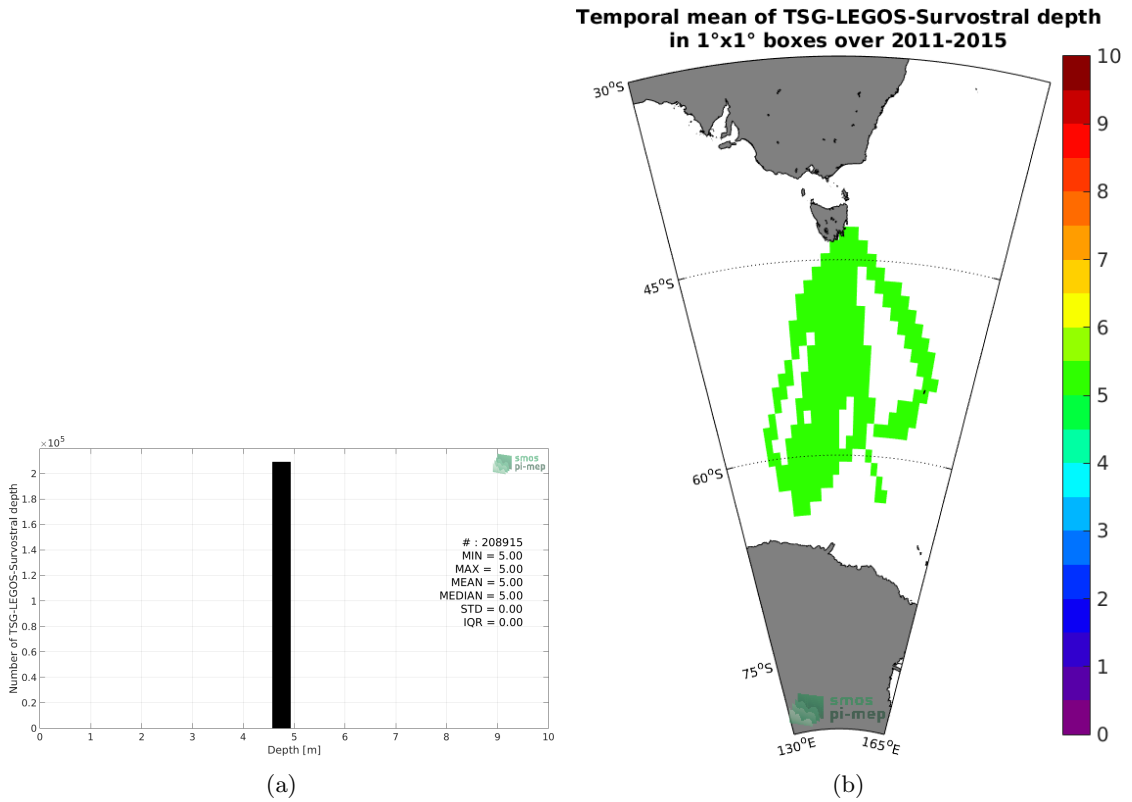 Temporal mean of TSG-LEGOS-Survostral depth
in 1°x1° boxes over 2011-2015
×10⁵
2
1.8
1.6
1.4
1.2
1
0.8
0.6
0.4
0.2
0
Number of TSG-LEGOS-Survostral depth
smos
pi-mep
# : 208915
MIN = 5.00
MAX = 5.00
MEAN = 5.00
MEDIAN = 5.00
STD = 0.00
IQR = 0.00
0 1 2 3 4 5 6 7 8 9 10
Depth [m]
(a)
30°S
45°S
60°S
75°S
130°E
165°E
smos
pi-mep
10
9
8
7
6
5
4
3
2
1
0
(b)